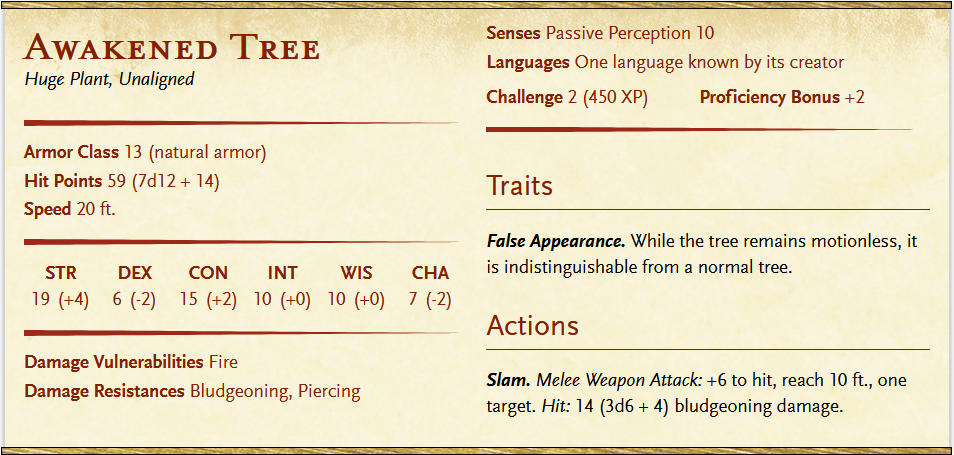 Awakened Tree
Huge Plant, Unaligned
Armor Class 13 (natural armor)
Hit Points 59 (7d12 + 14)
Speed 20 ft.
STR DEX CON INT WIS CHA
19 (+4) 6 (-2) 15 (+2) 10 (+0) 10 (+0) 7 (-2)
Damage Vulnerabilities Fire
Damage Resistances Bludgeoning, Piercing
Senses Passive Perception 10
Languages One language known by its creator
Challenge 2 (450 XP) Proficiency Bonus +2
Traits
False Appearance. While the tree remains motionless, it
is indistinguishable from a normal tree.
Actions
Slam. Melee Weapon Attack: +6 to hit, reach 10 ft., one
target. Hit: 14 (3d6 + 4) bludgeoning damage.